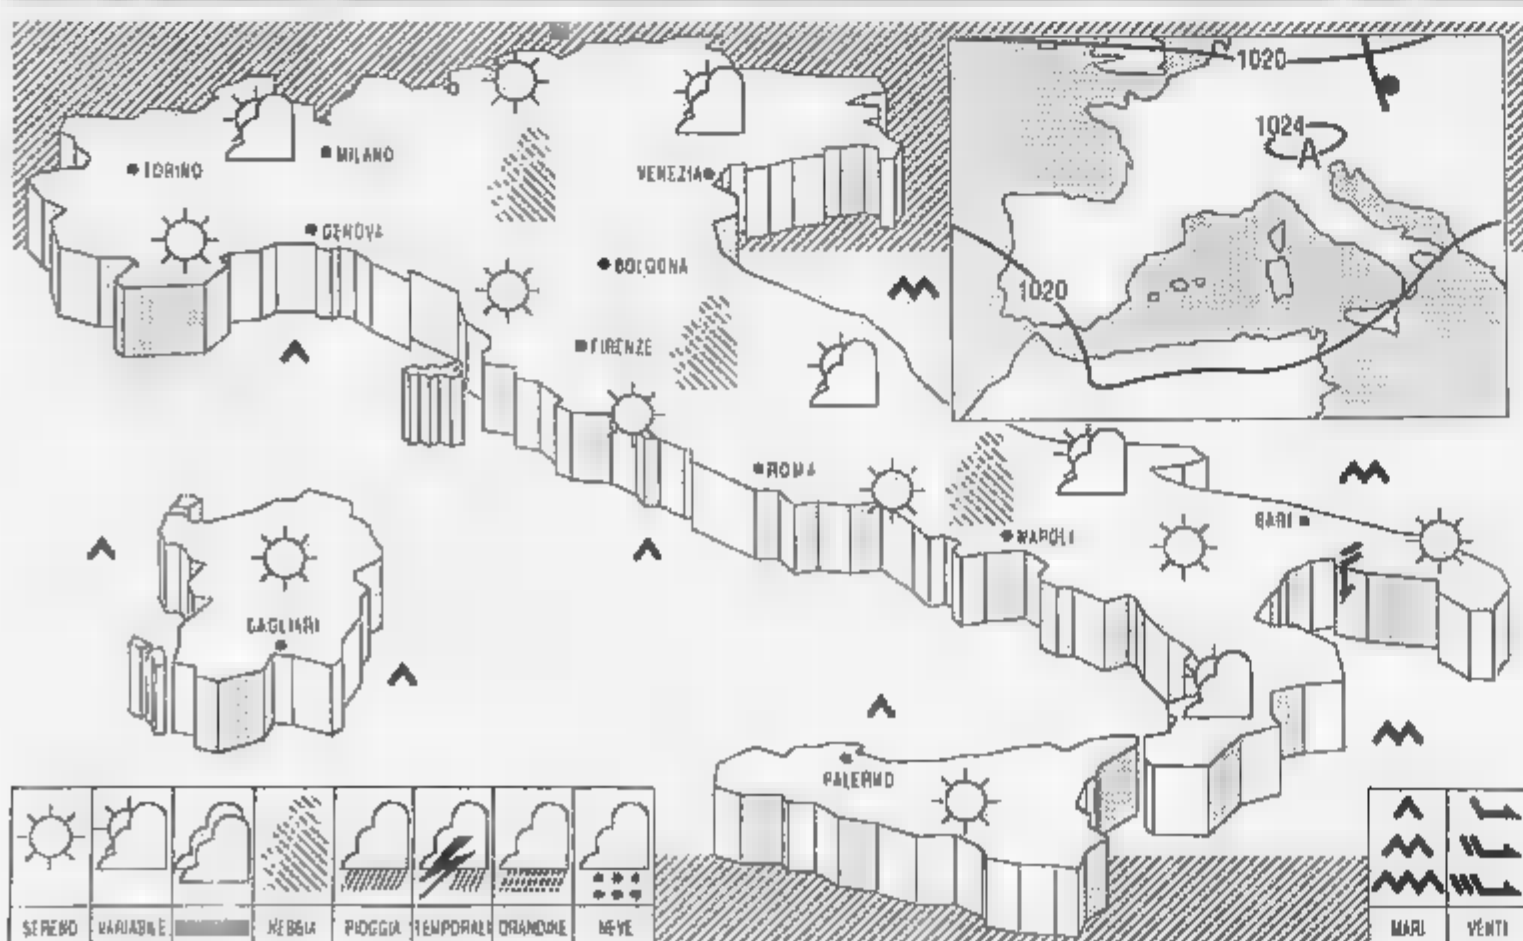 1020
1024
A
1020
TORINO
MILANO
VENEZIA
GENOVA
BOLOGNA
FIRENZE
ROMA
NAPOLI
BARI
CAGLIARI
PALERMO
SERENO
VARIABILE
NEBBIA
PIOGGIA
TEMPORALE
GRANDINE
NEVE
MARI
VENTI